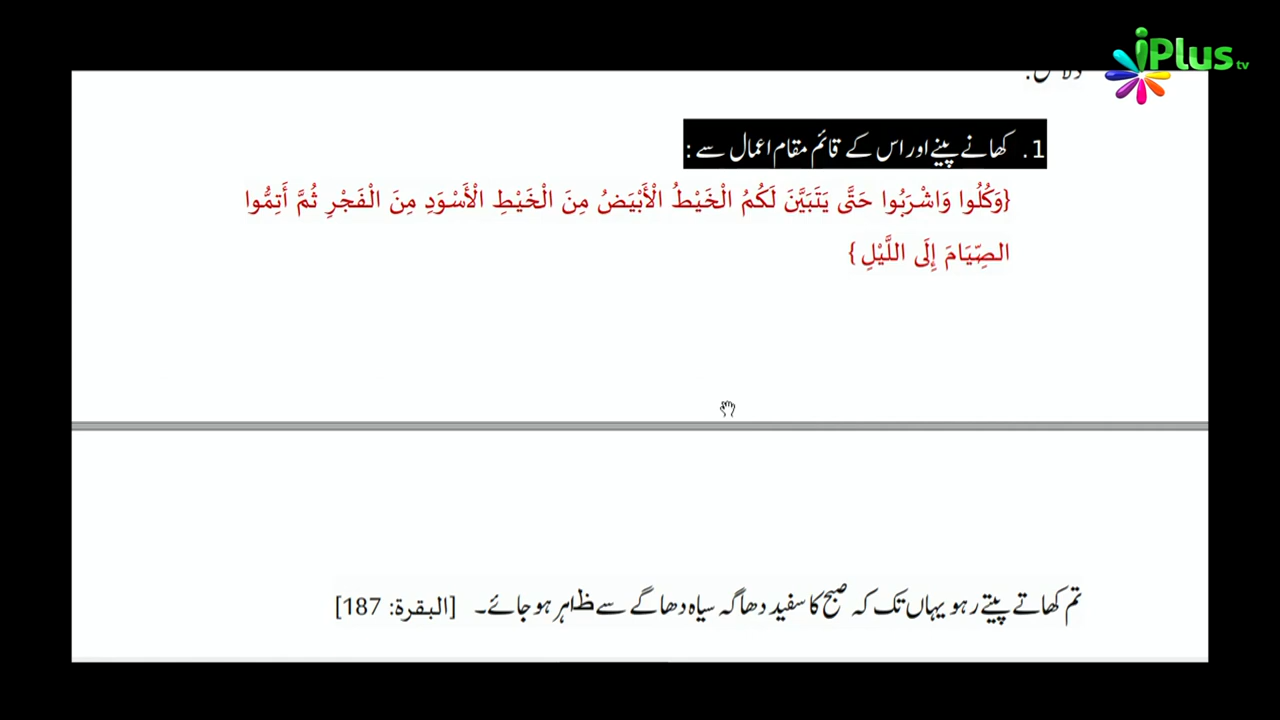 iPlus tv
1. کھانے پینے اور اس کے قائم مقام اعمال سے :
{وَكُلُوا وَاشْرَبُوا حَتَّى يَتَبَيَّنَ لَكُمُ الْخَيْطُ الْأَبْيَضُ مِنَ الْخَيْطِ الْأَسْوَدِ مِنَ الْفَجْرِ ثُمَّ أَتِمُّوا
الصِّيَامَ إِلَى اللَّيْلِ}
تم کھاتے پیتے رہو یہاں تک کہ صبح کا سفید دھاگہ سیاہ دھاگے سے ظاہر ہو جائے۔ [البقرة: 187]